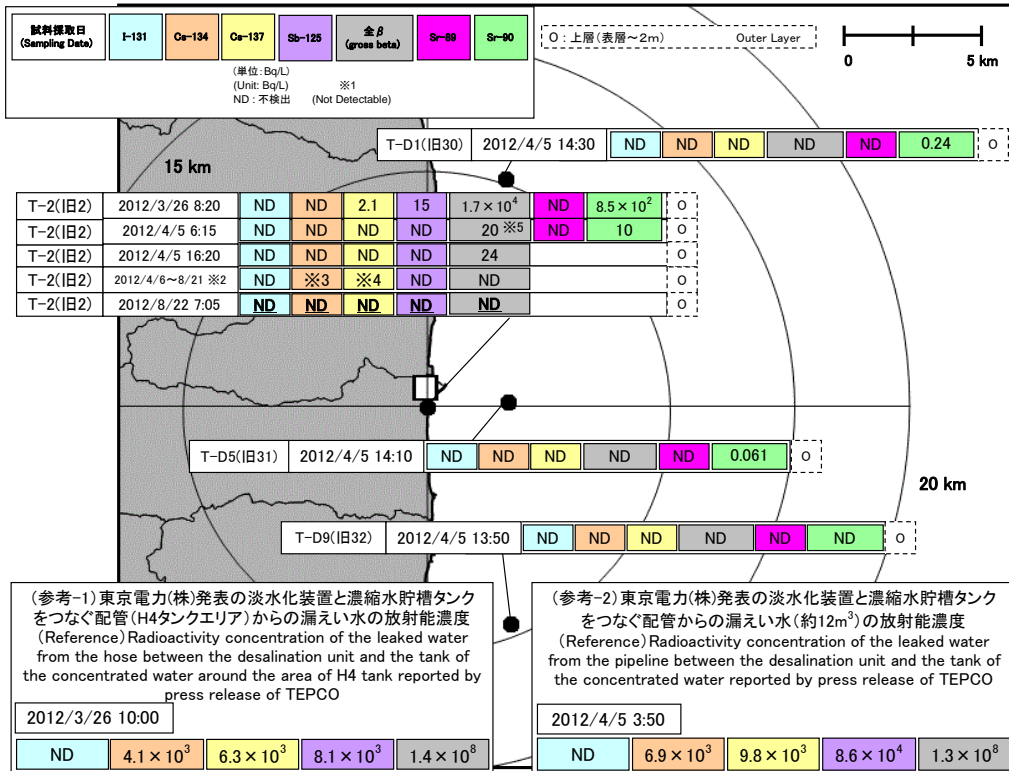 試料採取日 I-131 Cs-134 Cs-137 Sb-125 全β Sr-89 Sr-90
(Sampling Date) (gross beta)
(単位:Bq/L)
(Unit: Bq/L) ※1
ND:不検出 (Not Detectable)
O:上層(表層~2m) Outer Layer
0 5 km
T-D1(旧30) 2012/4/5 14:30 ND ND ND ND ND 0.24 O
15 km
T-2(旧2) 2012/3/26 8:20 ND ND 2.1 15 1.7×10⁴ ND 8.5×10² O
T-2(旧2) 2012/4/5 6:15 ND ND ND ND 20 ※5 ND 10 O
T-2(旧2) 2012/4/5 16:20 ND ND ND ND 24 O
T-2(旧2) 2012/4/6~8/21 ※2 ND ※3 ※4 ND ND O
T-2(旧2) 2012/8/22 7:05 ND ND ND ND ND O
T-D5(旧31) 2012/4/5 14:10 ND ND ND ND ND 0.061 O
20 km
T-D9(旧32) 2012/4/5 13:50 ND ND ND ND ND ND O
(参考-1)東京電力(株)発表の淡水化装置と濃縮水貯槽タンク
をつなぐ配管(H4タンクエリア)からの漏えい水の放射能濃度
(Reference)Radioactivity concentration of the leaked water
from the hose between the desalination unit and the tank of
the concentrated water around the area of H4 tank reported by
press release of TEPCO
2012/3/26 10:00
ND 4.1×10³ 6.3×10³ 8.1×10³ 1.4×10⁸
(参考-2)東京電力(株)発表の淡水化装置と濃縮水貯槽タンク
をつなぐ配管からの漏えい水(約12m³)の放射能濃度
(Reference)Radioactivity concentration of the leaked water
from the pipeline between the desalination unit and the tank of
the concentrated water reported by press release of TEPCO
2012/4/5 3:50
ND 6.9×10³ 9.8×10³ 8.6×10⁴ 1.3×10⁸